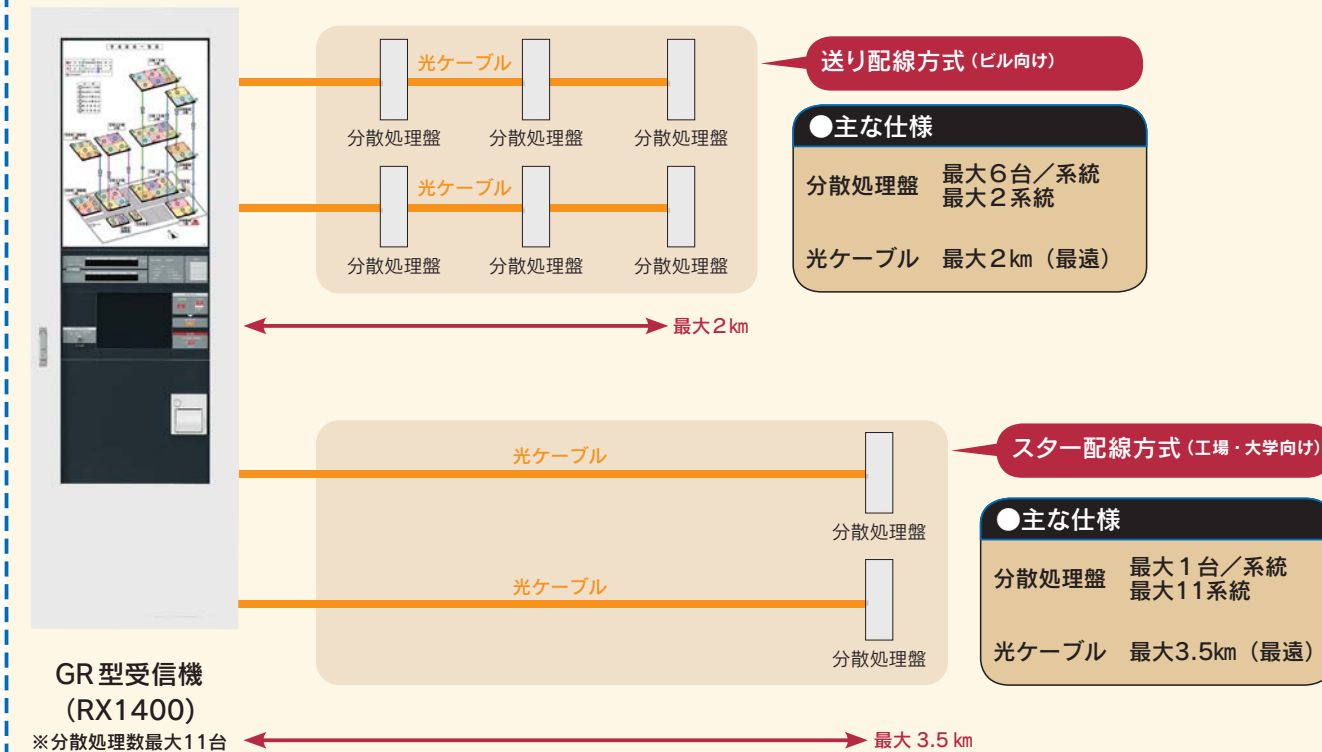 光ケーブル
分散処理盤
分散処理盤
分散処理盤
光ケーブル
分散処理盤
分散処理盤
分散処理盤
送り配線方式(ビル向け)
●主な仕様
分散処理盤 最大6台/系統
最大2系統
光ケーブル 最大2㎞(最遠)
最大2㎞
光ケーブル
分散処理盤
光ケーブル
分散処理盤
スター配線方式(工場・大学向け)
●主な仕様
分散処理盤 最大1台/系統
最大11系統
光ケーブル 最大3.5㎞(最遠)
GR型受信機
(RX1400)
※分散処理数最大11台
最大 3.5 ㎞